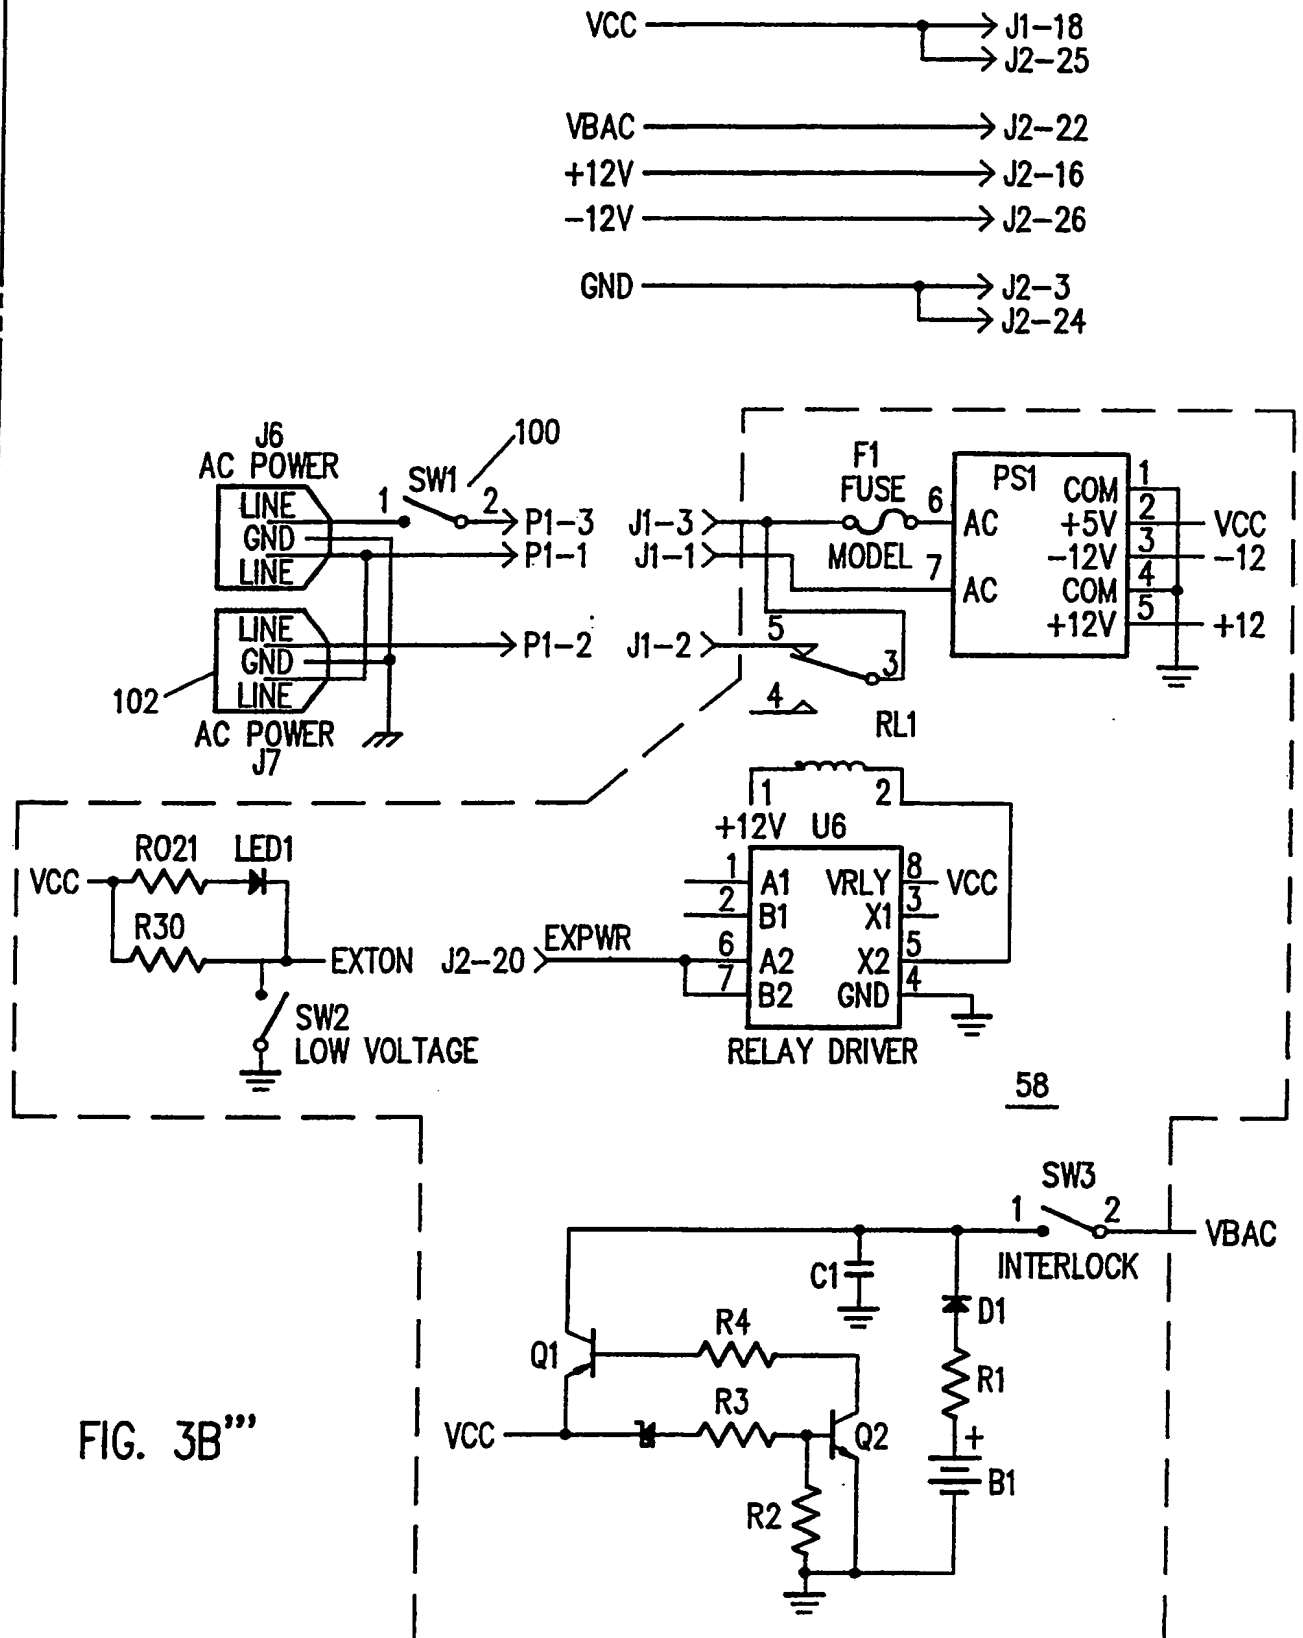 VCC J1-18
J2-25
VBAC J2-22
+12V J2-16
-12V J2-26
GND J2-3
J2-24
J6
AC POWER
LINE
GND
LINE
1 SW1 2
100
P1-3
P1-1
LINE
GND
LINE
102
AC POWER
J7
P1-2
J1-3
J1-1
J1-2
F1
FUSE
MODEL
6
7
PS1
AC
AC
COM 1
+5V 2 VCC
-12V 3 -12
COM 4
+12V 5 +12
5
3
4
RL1
1 2
+12V U6
1 A1 VRLY 8 VCC
2 B1 X1 3
6 A2 X2 5
7 B2 GND 4
RELAY DRIVER
RO21 LED1
VCC
R30
EXTON
J2-20 EXPWR
SW2
LOW VOLTAGE
58
SW3
1 2
VBAC
INTERLOCK
C1
D1
R4
Q1
R1
R3
VCC
Q2
+
B1
R2
FIG. 3B'''